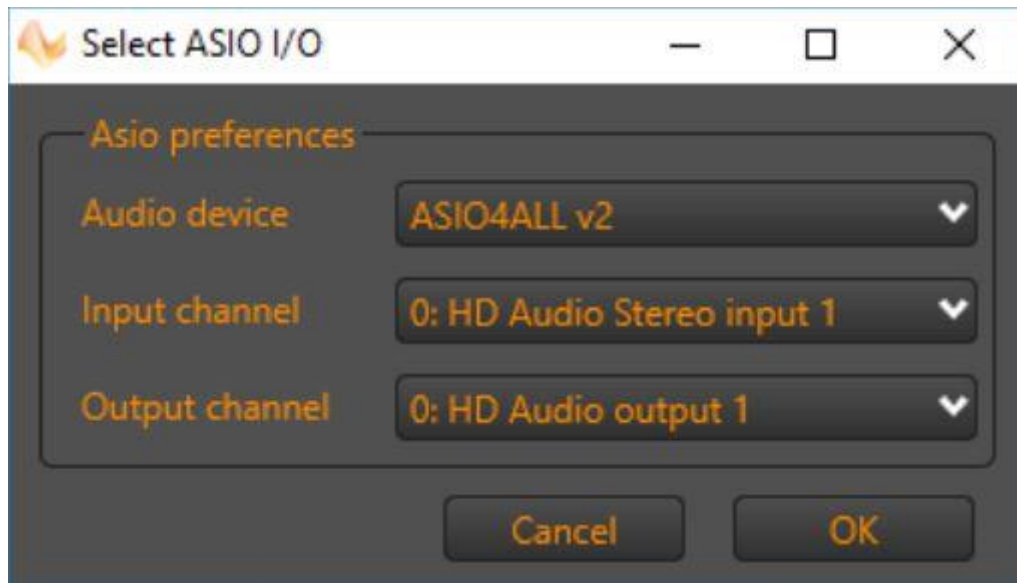 Select ASIO I/O
Asio preferences
Audio device ASIO4ALL v2
Input channel 0: HD Audio Stereo input 1
Output channel 0: HD Audio output 1
Cancel OK